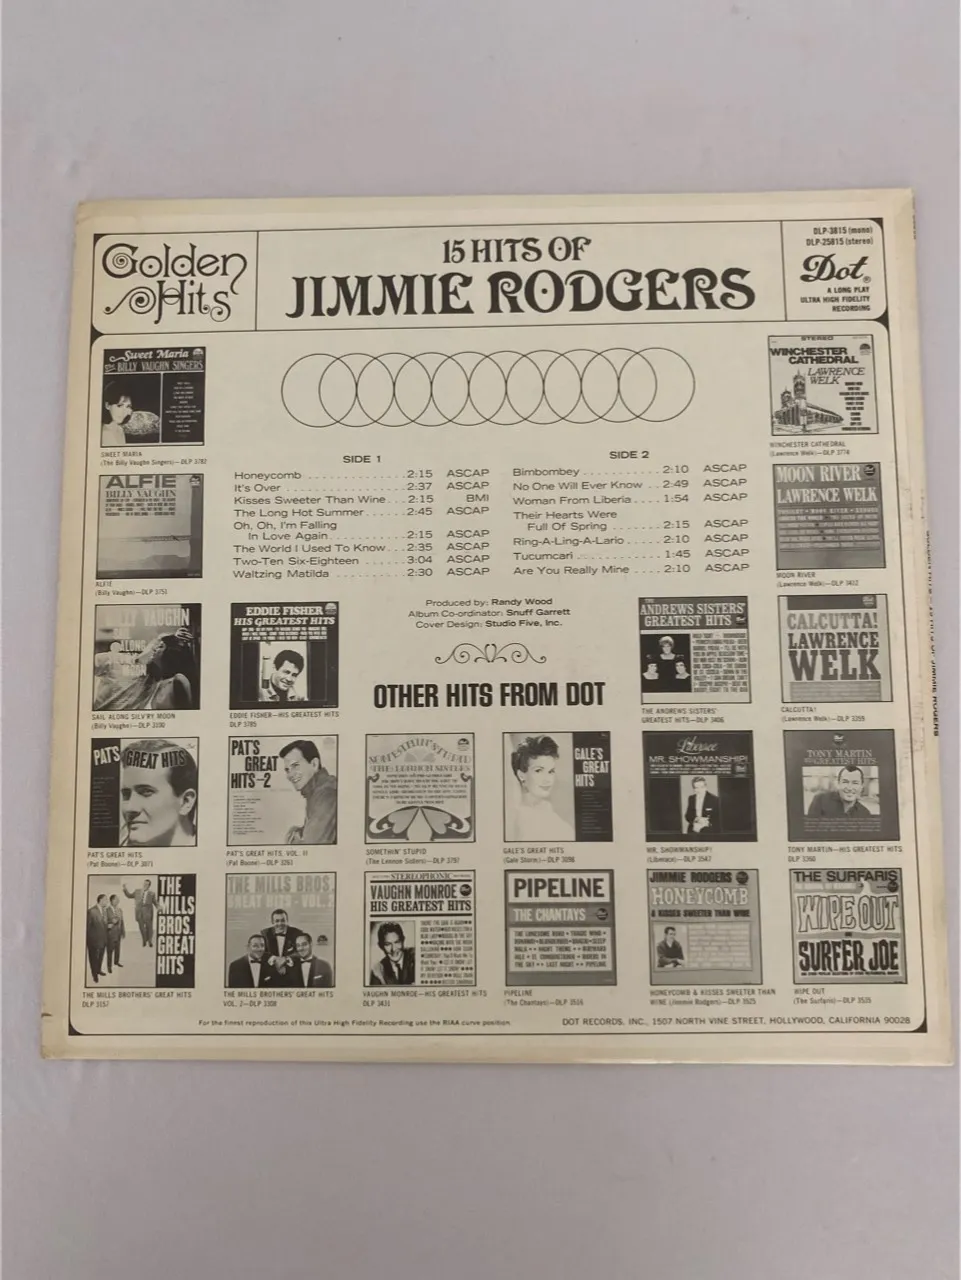 Golden
Hits
15 HITS OF
JIMMIE RODGERS
DLP-3815 (mono)
DLP-25815 (stereo)
Dot®
A LONG PLAY
ULTRA HIGH FIDELITY
RECORDING
SIDE 1
Honeycomb . . . 2:15 ASCAP
It's Over . . . 2:37 ASCAP
Kisses Sweeter Than Wine . . . 2:15 BMI
The Long Hot Summer . . . 2:45 ASCAP
Oh, Oh, I'm Falling
In Love Again . . . 2:15 ASCAP
The World I Used To Know . . . 2:35 ASCAP
Two-Ten Six-Eighteen . . . 3:04 ASCAP
Waltzing Matilda . . . 2:30 ASCAP
SIDE 2
Bimbombey . . . 2:10 ASCAP
No One Will Ever Know . . . 2:49 ASCAP
Woman From Liberia . . . 1:54 ASCAP
Their Hearts Were
Full Of Spring . . . 2:15 ASCAP
Ring-A-Ling-A-Lario . . . 2:10 ASCAP
Tucumcari . . . 1:45 ASCAP
Are You Really Mine . . . 2:10 ASCAP
Produced by: Randy Wood
Album Co-ordinator: Snuff Garrett
Cover Design: Studio Five, Inc.
OTHER HITS FROM DOT
Sweet Maria
BILLY VAUGHN SINGERS
SWEET MARIA
(The Billy Vaughn Singers)—DLP 3782
STEREO
WINCHESTER
CATHEDRAL
LAWRENCE
WELK
WINCHESTER CATHEDRAL
(Lawrence Welk)—DLP 3774
ALFIE
BILLY VAUGHN
ALFIE
(Billy Vaughn)—DLP 3751
MOON RIVER
LAWRENCE WELK
MOON RIVER
(Lawrence Welk)—DLP 3412
BILLY VAUGHN
SAIL ALONG SILV'RY MOON
(Billy Vaughn)—DLP 3100
EDDIE FISHER
HIS GREATEST HITS
EDDIE FISHER—HIS GREATEST HITS
DLP 3785
THE
ANDREWS SISTERS'
GREATEST HITS
THE ANDREWS SISTERS'
GREATEST HITS—DLP 3406
CALCUTTA!
LAWRENCE
WELK
CALCUTTA!
(Lawrence Welk)—DLP 3359
PAT'S GREAT HITS
PAT'S GREAT HITS
(Pat Boone)—DLP 3071
PAT'S
GREAT
HITS-2
PAT'S GREAT HITS, VOL. II
(Pat Boone)—DLP 3261
SOMETHIN' STUPID
THE LENNON SISTERS
SOMETHIN' STUPID
(The Lennon Sisters)—DLP 3797
GALE'S
GREAT
HITS
GALE'S GREAT HITS
(Gale Storm)—DLP 3098
Liberace
MR. SHOWMANSHIP!
MR. SHOWMANSHIP!
(Liberace)—DLP 3547
TONY MARTIN
HIS GREATEST HITS
TONY MARTIN—HIS GREATEST HITS
DLP 3360
THE
MILLS
BROS.
GREAT
HITS
THE MILLS BROTHERS' GREAT HITS
DLP 3157
THE MILLS BROS.
GREAT HITS - VOL. 2
THE MILLS BROTHERS' GREAT HITS
VOL. 2—DLP 3308
STEREOPHONIC
VAUGHN MONROE
HIS GREATEST HITS
VAUGHN MONROE—HIS GREATEST HITS
DLP 3431
PIPELINE
THE CHANTAYS
PIPELINE
(The Chantays)—DLP 3516
JIMMIE RODGERS
HONEYCOMB
& KISSES SWEETER THAN WINE
HONEYCOMB & KISSES SWEETER THAN
WINE (Jimmie Rodgers)—DLP 3525
THE SURFARIS
WIPE OUT
SURFER JOE
WIPE OUT
(The Surfaris)—DLP 3535
For the finest reproduction of this Ultra High Fidelity Recording use the RIAA curve position.
DOT RECORDS, INC., 1507 NORTH VINE STREET, HOLLYWOOD, CALIFORNIA 90028